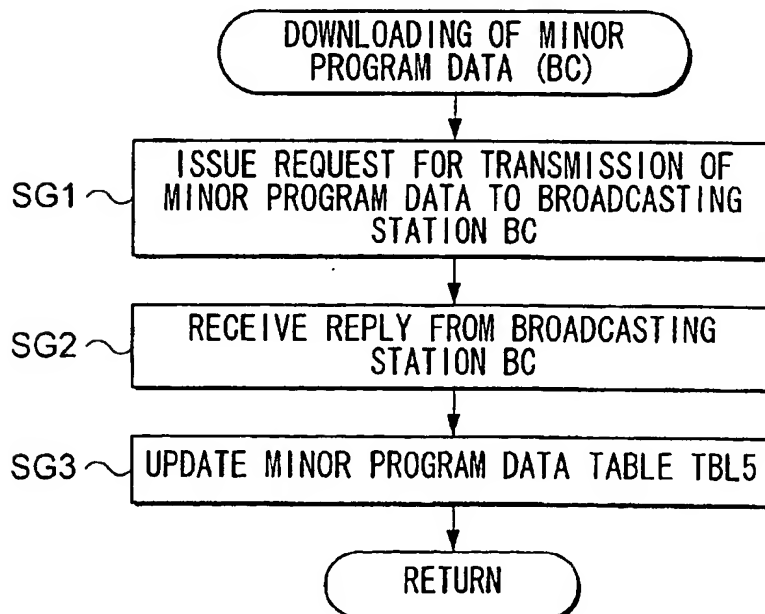 DOWNLOADING OF MINOR
PROGRAM DATA (BC)
SG1
ISSUE REQUEST FOR TRANSMISSION OF
MINOR PROGRAM DATA TO BROADCASTING
STATION BC
SG2
RECEIVE REPLY FROM BROADCASTING
STATION BC
SG3
UPDATE MINOR PROGRAM DATA TABLE TBL5
RETURN